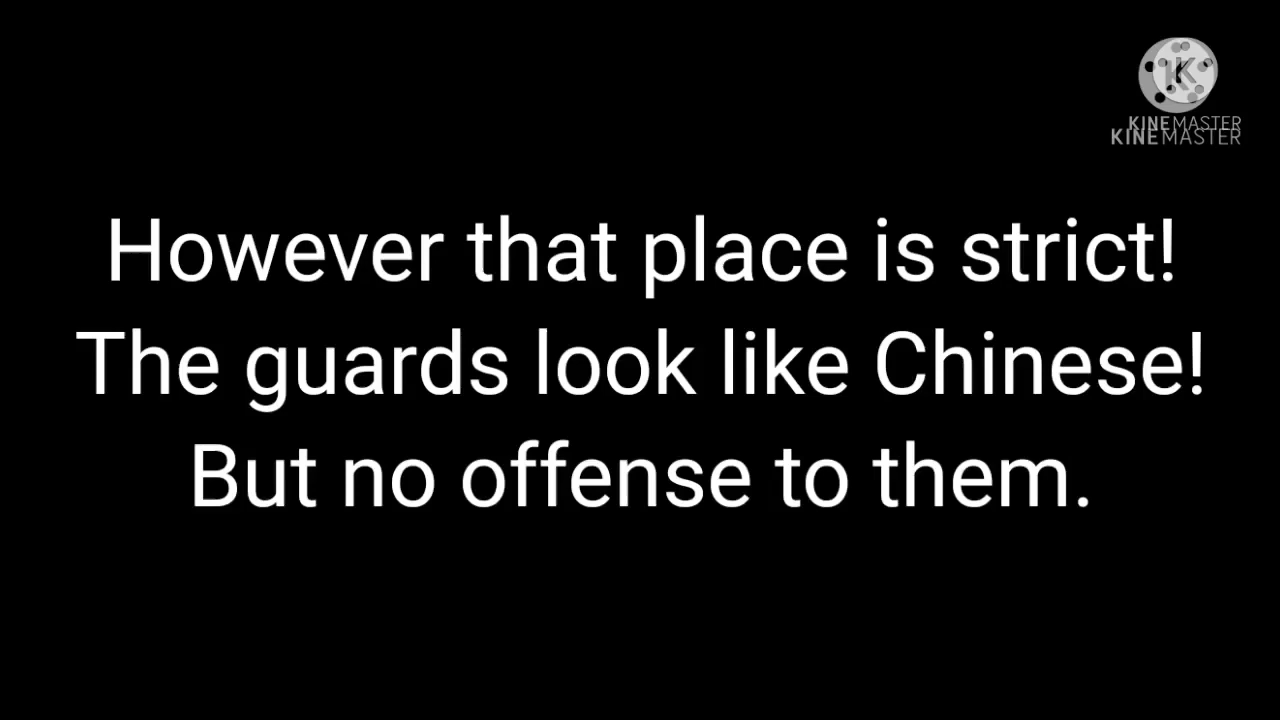 KINEMASTER
KINEMASTER
However that place is strict!
The guards look like Chinese!
But no offense to them.